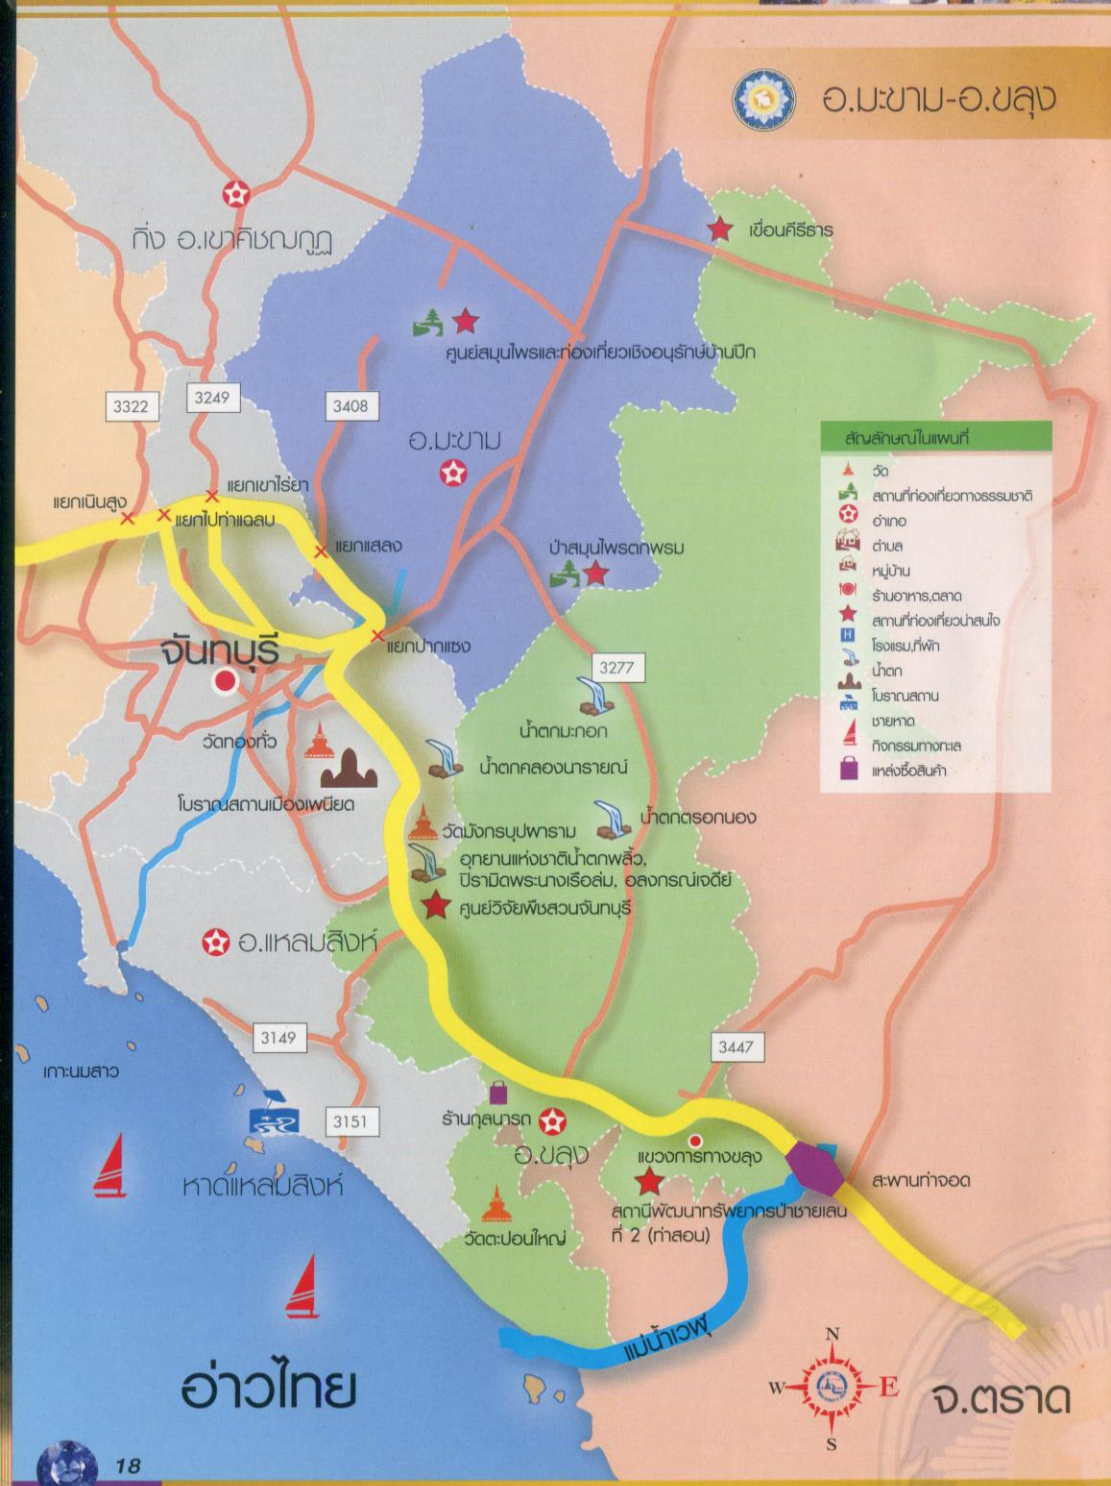 อ.มะขาม-อ.ขลุง
กิ่ง อ.เขาคิชฌกูฏ
เขื่อนคีรีธาร
ศูนย์สมุนไพรและท่องเที่ยวเชิงอนุรักษ์บ้านปึก
3322
3249
3408
อ.มะขาม
สัญลักษณ์ในแผนที่
วัด
สถานที่ท่องเที่ยวทางธรรมชาติ
อำเภอ
ตำบล
หมู่บ้าน
ร้านอาหาร,ตลาด
สถานที่ท่องเที่ยวน่าสนใจ
H
โรงแรม,ที่พัก
น้ำตก
โบราณสถาน
ชายหาด
กิจกรรมทางทะเล
แหล่งซื้อสินค้า
แยกเนินสูง
แยกเขาไร่ยา
แยกไปท่าแฉลบ
แยกแสลง
ป่าสมุนไพรตกพรม
แยกปากแซง
จันทบุรี
3277
น้ำตกมะกอก
วัดทองทั่ว
น้ำตกคลองนารายณ์
โบราณสถานเมืองเพนียด
น้ำตกตรอกนอง
วัดมังกรบุปผาราม
อุทยานแห่งชาติน้ำตกพลิ้ว,
ปิรามิดพระนางเรือล่ม, อลงกรณ์เจดีย์
ศูนย์วิจัยพืชสวนจันทบุรี
อ.แหลมสิงห์
3149
3447
เกาะนมสาว
3151
ร้านกุลนารถ
อ.ขลุง
แขวงการทางขลุง
หาดแหลมสิงห์
สะพานท่าจอด
สถานีพัฒนาทรัพยากรป่าชายเลน
ที่ 2 (ท่าสอน)
วัดตะปอนใหญ่
แม่น้ำเวฬุ
อ่าวไทย
N
W
E
S
จ.ตราด
18